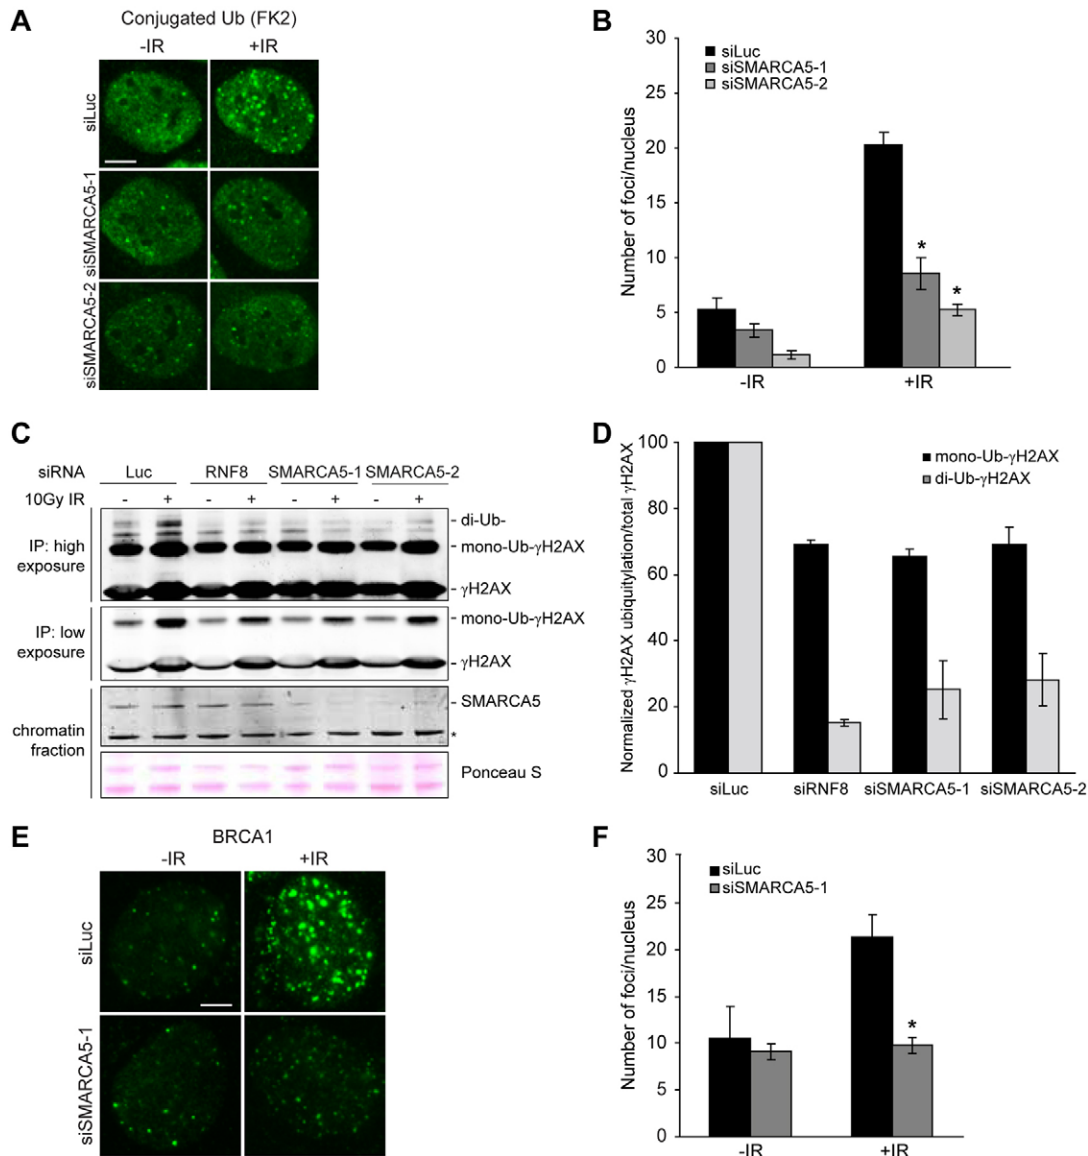 A
Conjugated Ub (FK2)
-IR +IR
siLuc
siSMARCA5-1
siSMARCA5-2
B
Number of foci/nucleus
30
25
20
15
10
5
0
siLuc
siSMARCA5-1
siSMARCA5-2
*
*
-IR +IR
C
siRNA Luc RNF8 SMARCA5-1 SMARCA5-2
10Gy IR - + - + - + - +
IP: high
exposure
- di-Ub-
- mono-Ub-γH2AX
- γH2AX
IP: low
exposure
- mono-Ub-γH2AX
- γH2AX
chromatin
fraction
- SMARCA5
*
Ponceau S
D
Normalized γH2AX ubiquitylation/total γH2AX
100
80
60
40
20
0
mono-Ub-γH2AX
di-Ub-γH2AX
siLuc siRNF8 siSMARCA5-1 siSMARCA5-2
E
BRCA1
-IR +IR
siLuc
siSMARCA5-1
F
Number of foci/nucleus
30
25
20
15
10
5
0
siLuc
siSMARCA5-1
*
-IR +IR